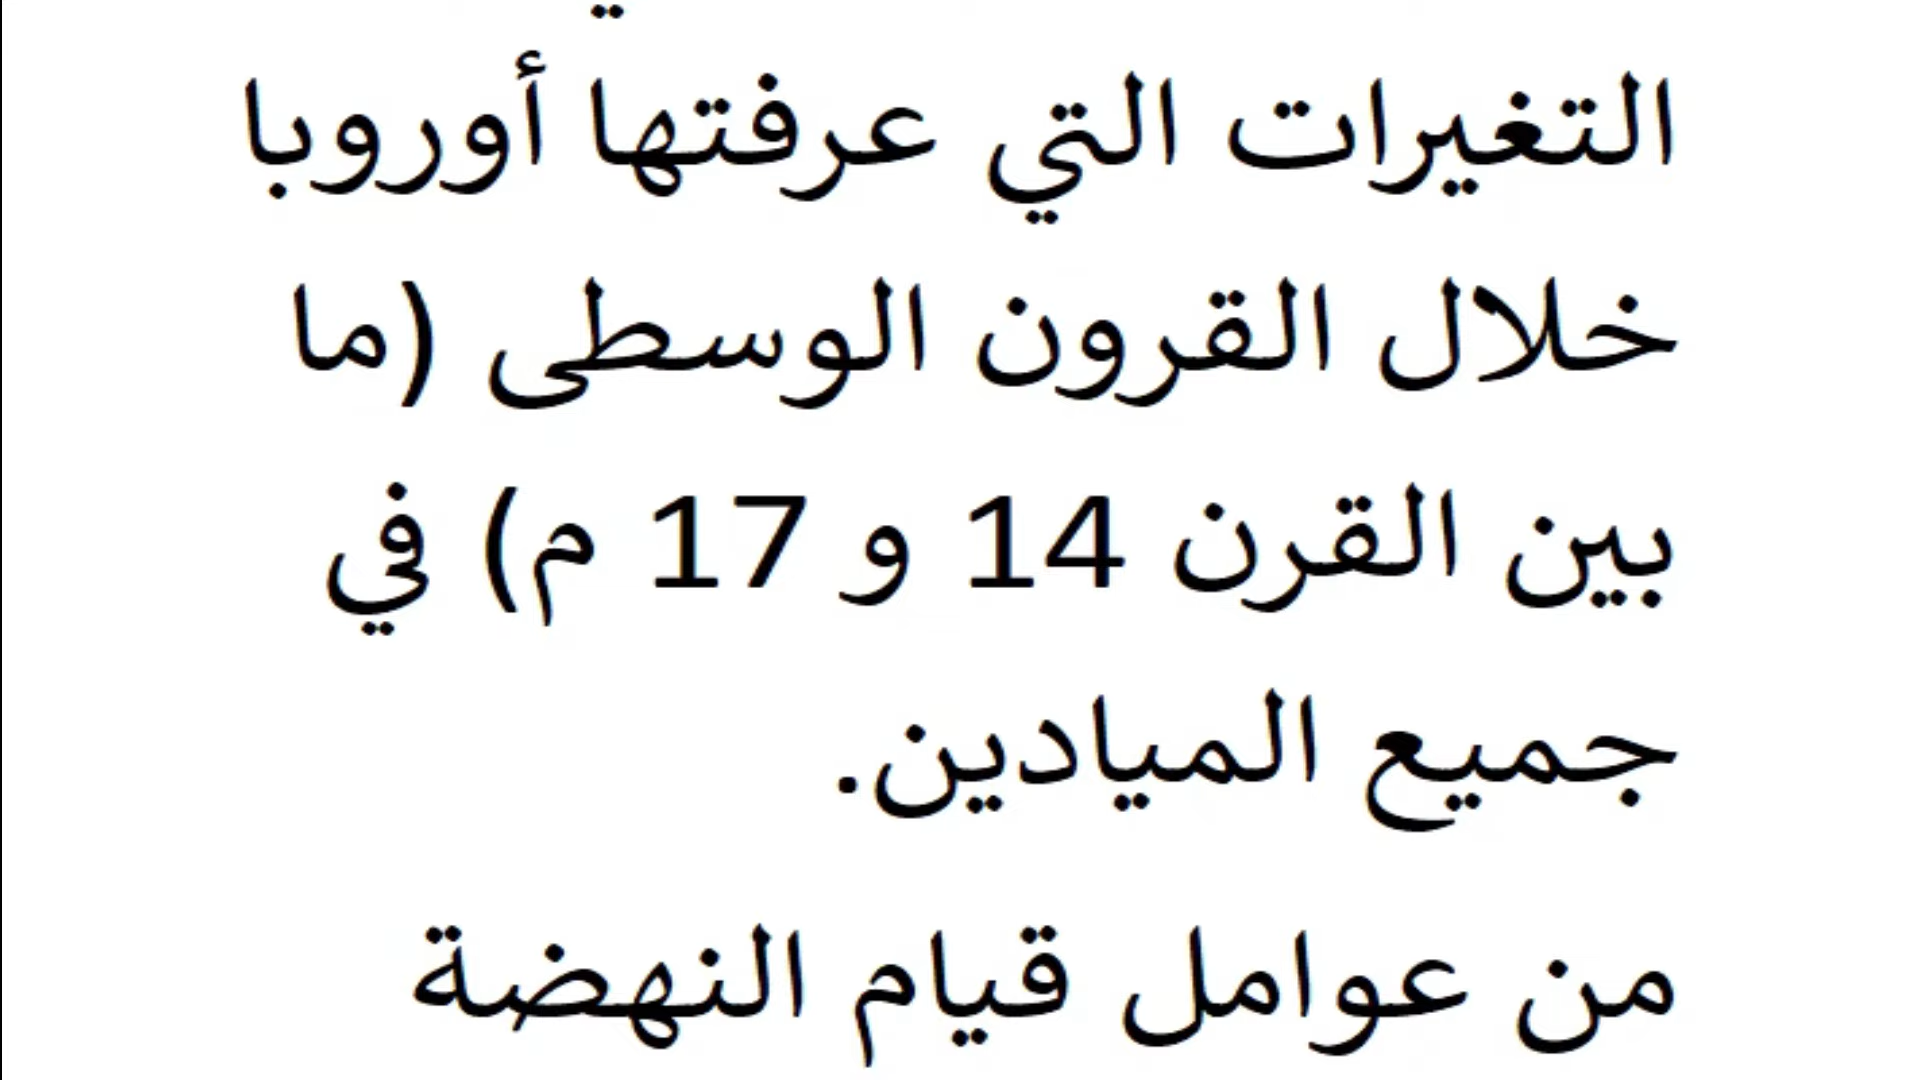 التغيرات التي عرفتها أوروبا
خلال القرون الوسطى (ما
بين القرن 14 و 17 م) في
جميع الميادين.
من عوامل قيام النهضة